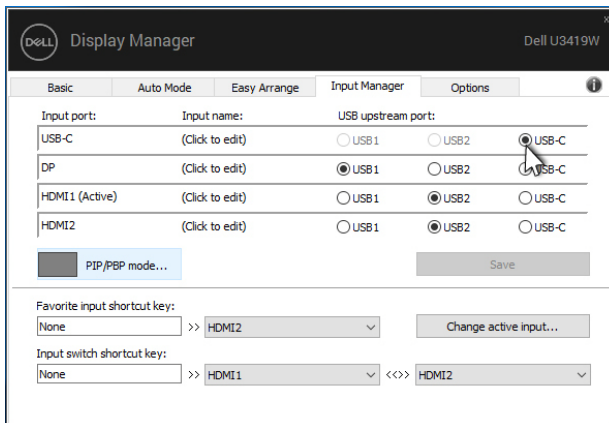 DELL Display Manager Dell U3419W
Basic Auto Mode Easy Arrange Input Manager Options
Input port: Input name: USB upstream port:
USB-C (Click to edit) USB1 USB2 USB-C
DP (Click to edit) USB1 USB2 USB-C
HDMI1 (Active) (Click to edit) USB1 USB2 USB-C
HDMI2 (Click to edit) USB1 USB2 USB-C
PIP/PBP mode... Save
Favorite input shortcut key:
None >> HDMI2 Change active input...
Input switch shortcut key:
None >> HDMI1 <<>> HDMI2